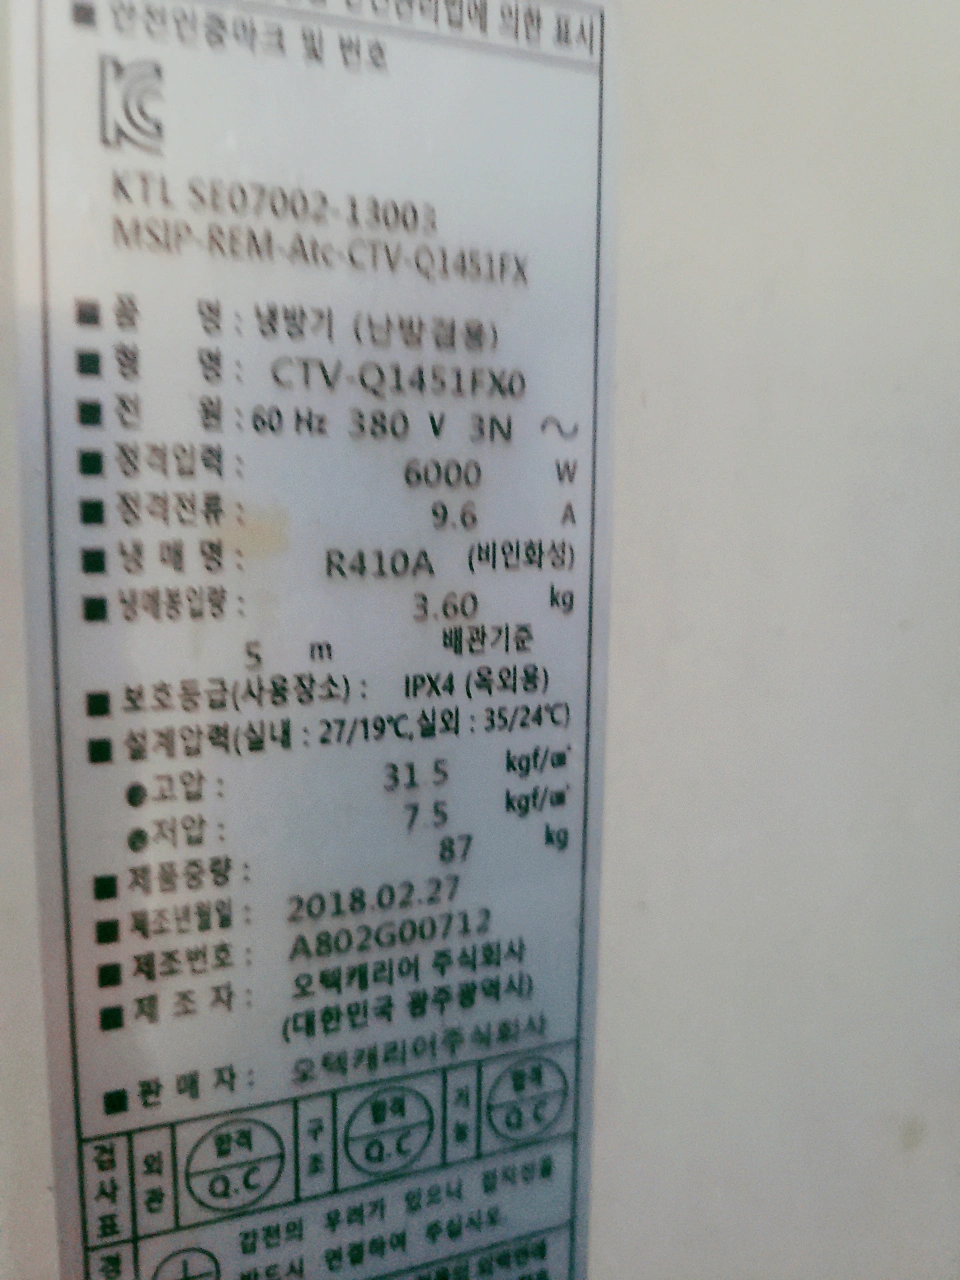 안전관리법에 의한 표시
■ 안전인증마크 및 번호
KTL SE07002-13003
MSIP-REM-Atc-CTV-Q1451FX
■ 품 명 : 냉방기 (난방겸용)
■ 형 명 : CTV-Q1451FX0
■ 전 원 : 60 Hz 380 V 3N ~
■ 정격입력 : 6000 W
■ 정격전류 : 9.6 A
■ 냉 매 명 : R410A (비인화성)
■ 냉매봉입량 : 3.60 kg
5 m 배관기준
■ 보호등급(사용장소) : IPX4 (옥외용)
■ 설계압력(실내 : 27/19℃,실외 : 35/24℃)
●고압 : 31.5 kgf/㎠
●저압 : 7.5 kgf/㎠
■ 제품중량 : 87 kg
■ 제조년월일 : 2018.02.27
■ 제조번호 : A802G00712
■ 제 조 자 : 오텍캐리어 주식회사
(대한민국 광주광역시)
■ 판 매 자 : 오텍캐리어주식회사
검사표 외관 합격 Q.C 구조 합격 Q.C 기능 합격 Q.C
감전의 우려가 있으니 접지선을
반드시 연결하여 주십시오.